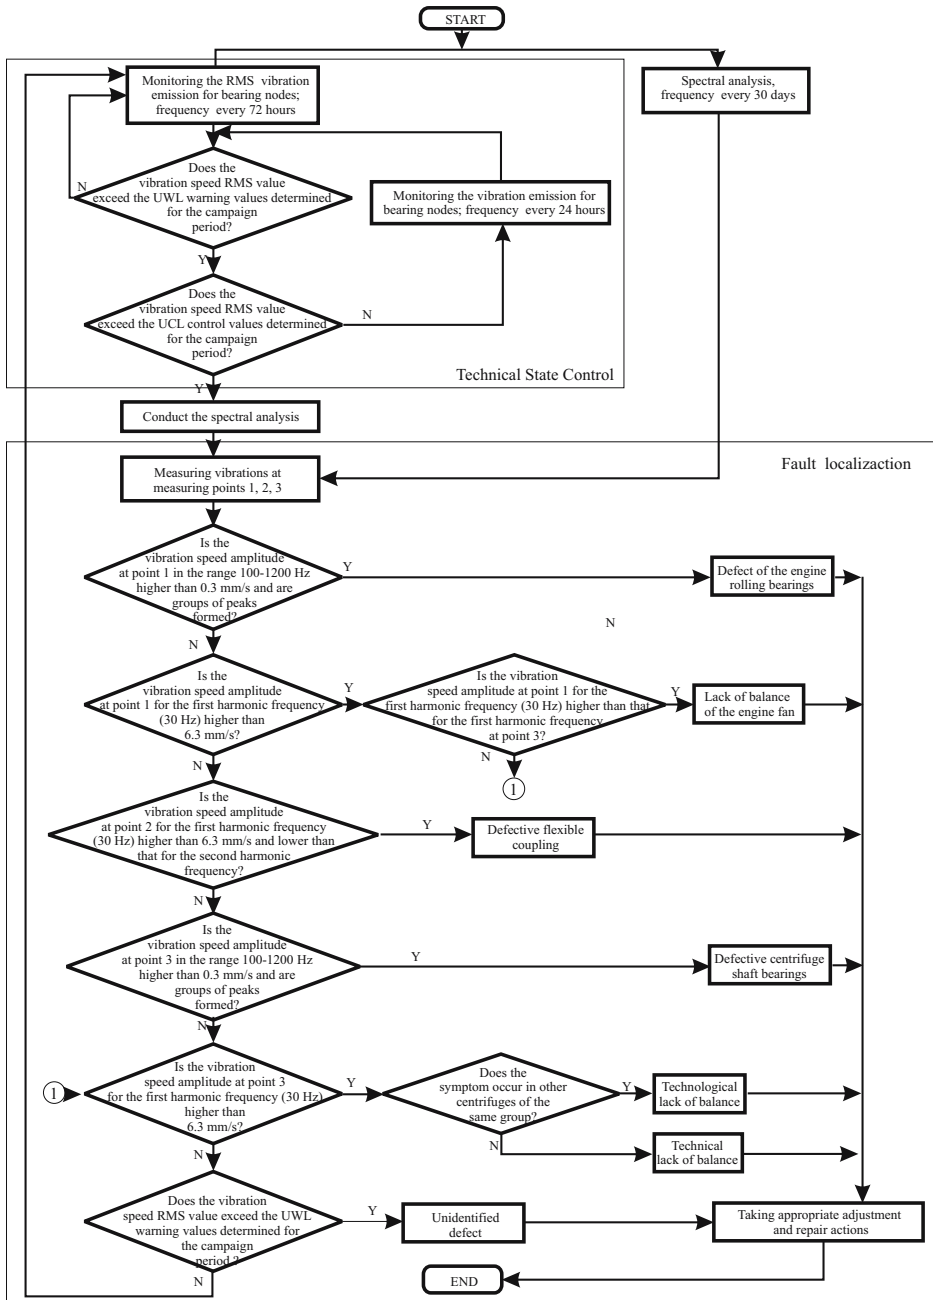 START
Monitoring the RMS vibration
emission for bearing nodes;
frequency every 72 hours
Spectral analysis,
frequency every 30 days
Does the
vibration speed RMS value
exceed the UWL warning values determined
for the campaign
period?
N
Monitoring the vibration emission for
bearing nodes; frequency every 24 hours
Y
Does the
vibration speed RMS value
exceed the UCL control values determined
for the campaign
period?
N
Technical State Control
Y
Conduct the spectral analysis
Fault localizaction
Measuring vibrations at
measuring points 1, 2, 3
Is the
vibration speed amplitude
at point 1 in the range 100-1200 Hz
higher than 0.3 mm/s and are
groups of peaks
formed?
Y
Defect of the engine
rolling bearings
N
N
Is the
vibration speed amplitude
at point 1 for the first harmonic frequency
(30 Hz) higher than
6.3 mm/s?
Y
Is the vibration
speed amplitude at point 1 for the
first harmonic frequency (30 Hz) higher than that
for the first harmonic frequency
at point 3?
Y
Lack of balance
of the engine fan
N
N
1
Is the
vibration speed amplitude
at point 2 for the first harmonic frequency
(30 Hz) higher than 6.3 mm/s and lower than
that for the second harmonic
frequency?
Y
Defective flexible
coupling
N
Is the
vibration speed amplitude
at point 3 in the range 100-1200 Hz
higher than 0.3 mm/s and are
groups of peaks
formed?
Y
Defective centrifuge
shaft bearings
N
1
Is the vibration
speed amplitude at point 3
for the first harmonic frequency (30 Hz)
higher than
6.3 mm/s?
Y
Does the
symptom occur in other
centrifuges of the
same group?
Y
Technological
lack of balance
N
Technical
lack of balance
N
Does the vibration
speed RMS value exceed the UWL
warning values determined for
the campaign
period ?
Y
Unidentified
defect
Taking appropriate adjustment
and repair actions
N
END